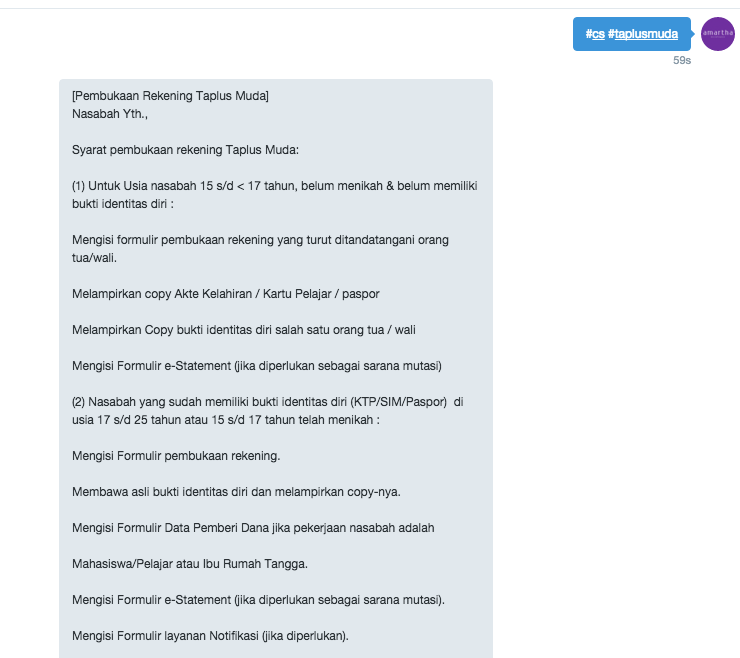 #cs #taplusmuda
amartha
59s
[Pembukaan Rekening Taplus Muda]
Nasabah Yth.,
Syarat pembukaan rekening Taplus Muda:
(1) Untuk Usia nasabah 15 s/d < 17 tahun, belum menikah & belum memiliki
bukti identitas diri :
Mengisi formulir pembukaan rekening yang turut ditandatangani orang
tua/wali.
Melampirkan copy Akte Kelahiran / Kartu Pelajar / paspor
Melampirkan Copy bukti identitas diri salah satu orang tua / wali
Mengisi Formulir e-Statement (jika diperlukan sebagai sarana mutasi)
(2) Nasabah yang sudah memiliki bukti identitas diri (KTP/SIM/Paspor)  di
usia 17 s/d 25 tahun atau 15 s/d 17 tahun telah menikah :
Mengisi Formulir pembukaan rekening.
Membawa asli bukti identitas diri dan melampirkan copy-nya.
Mengisi Formulir Data Pemberi Dana jika pekerjaan nasabah adalah
Mahasiswa/Pelajar atau Ibu Rumah Tangga.
Mengisi Formulir e-Statement (jika diperlukan sebagai sarana mutasi).
Mengisi Formulir layanan Notifikasi (jika diperlukan).